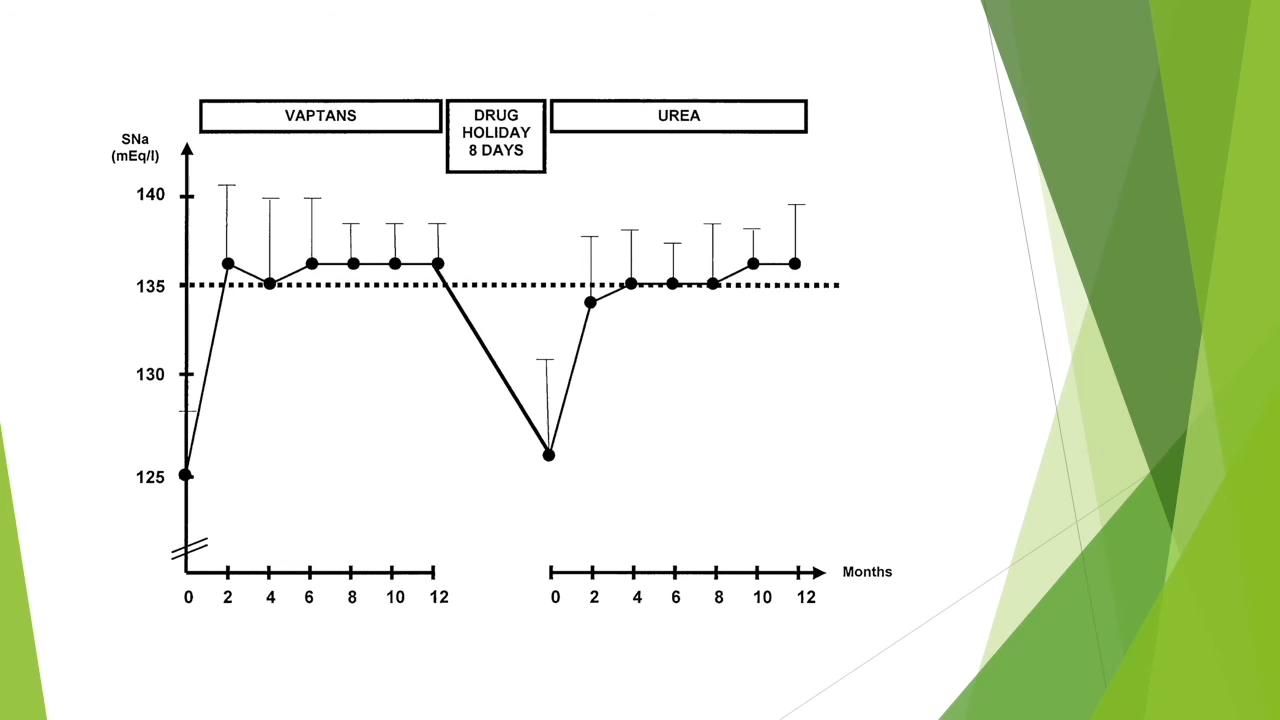 VAPTANS
DRUG
HOLIDAY
8 DAYS
UREA
SNa
(mEq/l)
140
135
130
125
0 2 4 6 8 10 12
0 2 4 6 8 10 12
Months